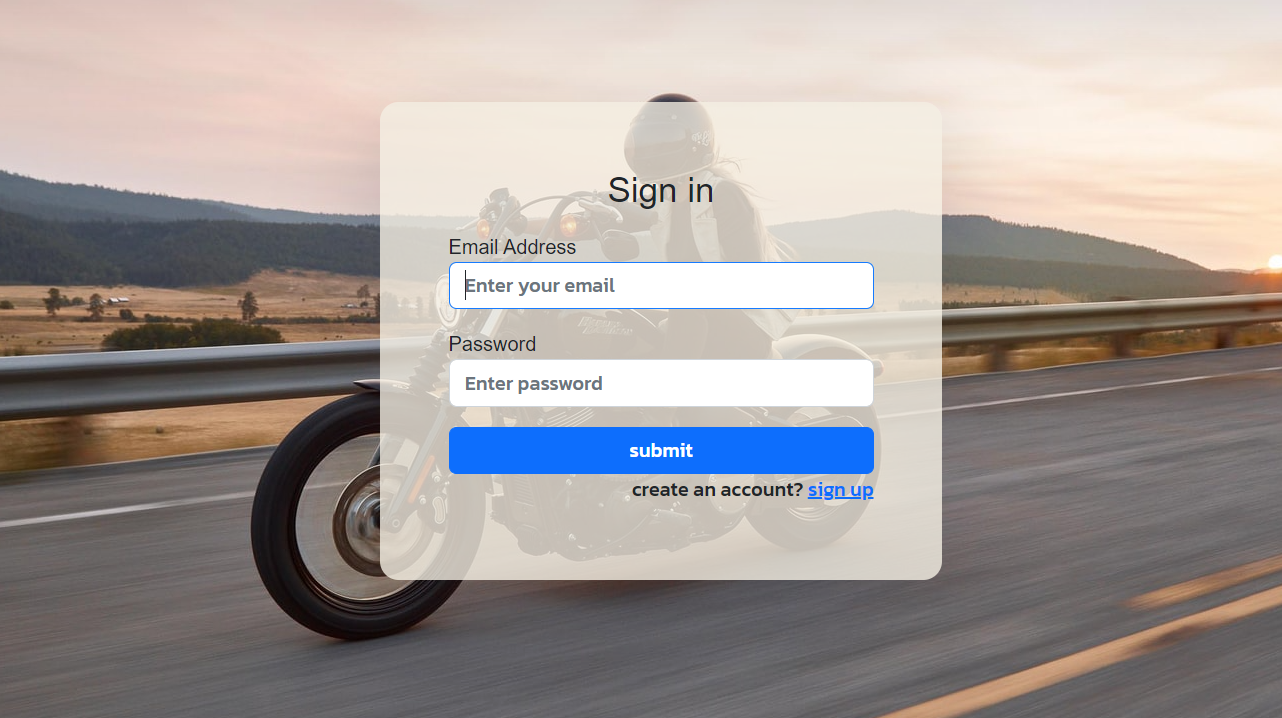 Sign in
Email Address
Enter your email
Password
Enter password
submit
create an account? sign up